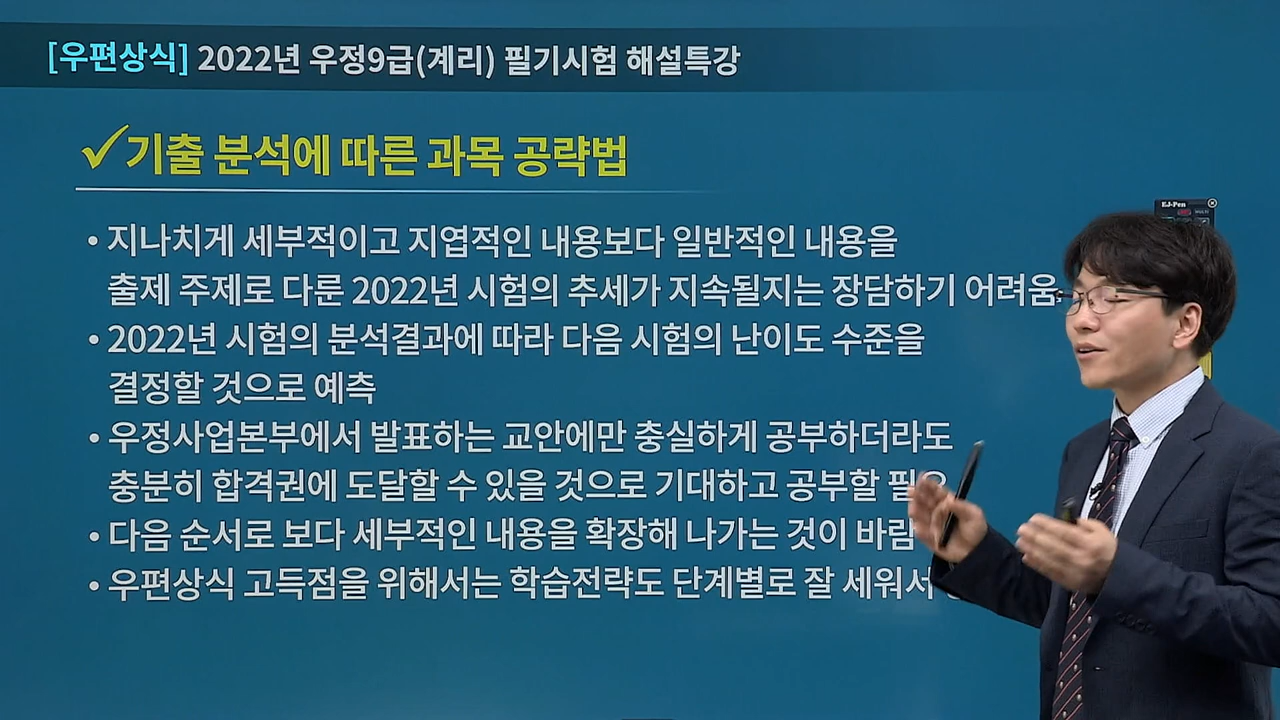 [우편상식] 2022년 우정9급(계리) 필기시험 해설특강
✓기출 분석에 따른 과목 공략법
• 지나치게 세부적이고 지엽적인 내용보다 일반적인 내용을
출제 주제로 다룬 2022년 시험의 추세가 지속될지는 장담하기 어려움
• 2022년 시험의 분석결과에 따라 다음 시험의 난이도 수준을
결정할 것으로 예측
• 우정사업본부에서 발표하는 교안에만 충실하게 공부하더라도
충분히 합격권에 도달할 수 있을 것으로 기대하고 공부할 필요
• 다음 순서로 보다 세부적인 내용을 확장해 나가는 것이 바람
• 우편상식 고득점을 위해서는 학습전략도 단계별로 잘 세워서
EJ-Pen